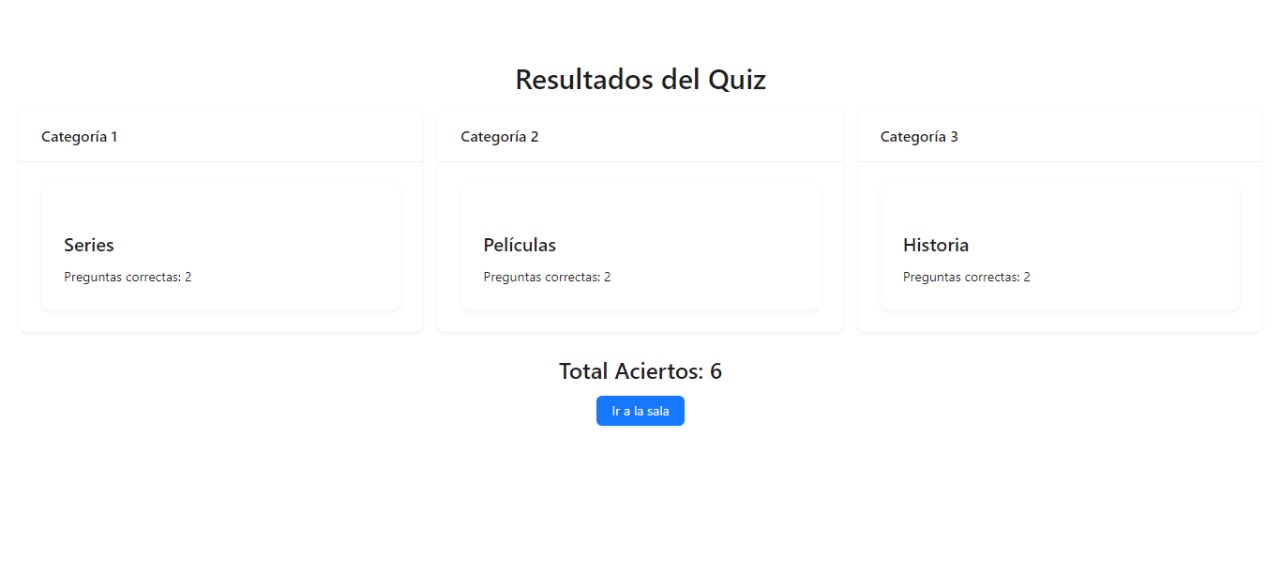 Resultados del Quiz
Categoría 1
Series
Preguntas correctas: 2
Categoría 2
Películas
Preguntas correctas: 2
Categoría 3
Historia
Preguntas correctas: 2
Total Aciertos: 6
Ir a la sala